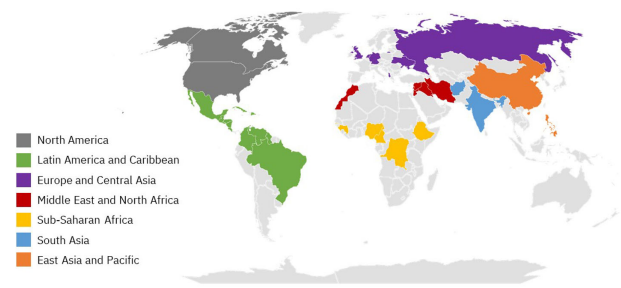 North America
Latin America and Caribbean
Europe and Central Asia
Middle East and North Africa
Sub-Saharan Africa
South Asia
East Asia and Pacific